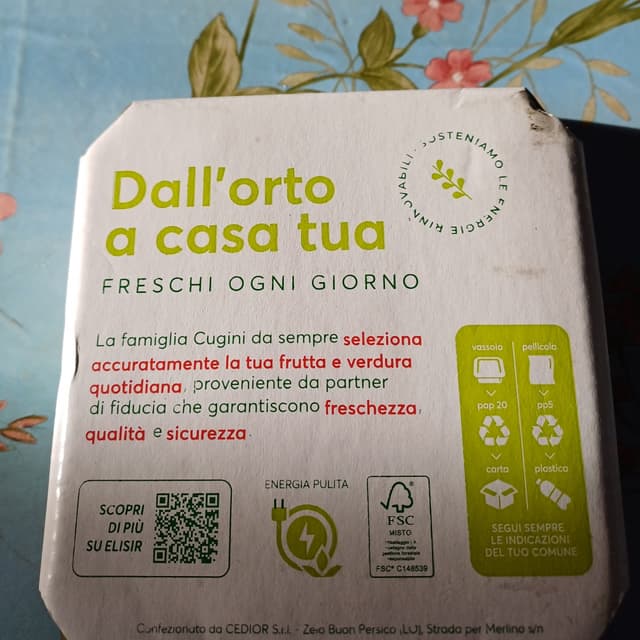 SOSTENIAMO LE ENERGIE RINNOVABILI
Dall'orto
a casa tua
FRESCHI OGNI GIORNO
La famiglia Cugini da sempre seleziona
accuratamente la tua frutta e verdura
quotidiana, proveniente da partner
di fiducia che garantiscono freschezza,
qualità e sicurezza.
vassoio pellicola
pap 20 pp5
carta plastica
SEGUI SEMPRE
LE INDICAZIONI
DEL TUO COMUNE
SCOPRI
DI PIÙ
SU ELISIR
ENERGIA PULITA
FSC
MISTO
FSC® C148539
Confezionato da CEDIOR S.r.l. - Zelo Buon Persico (LO), Strada per Merlino s/n